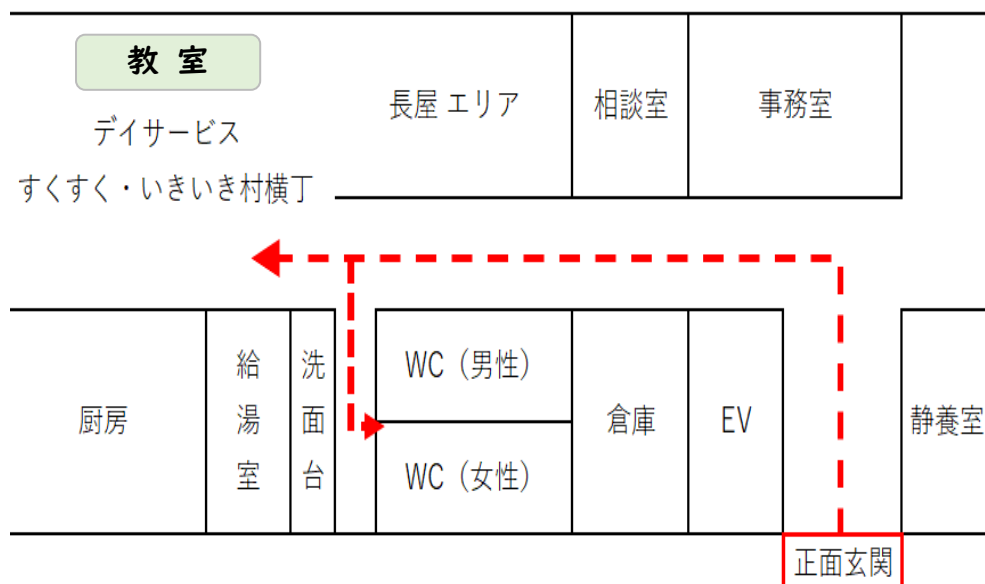 教 室
デイサービス
すくすく・いきいき村横丁
長屋 エリア
相談室
事務室
厨房
給湯室
洗面台
WC（男性）
WC（女性）
倉庫
EV
静養室
正面玄関